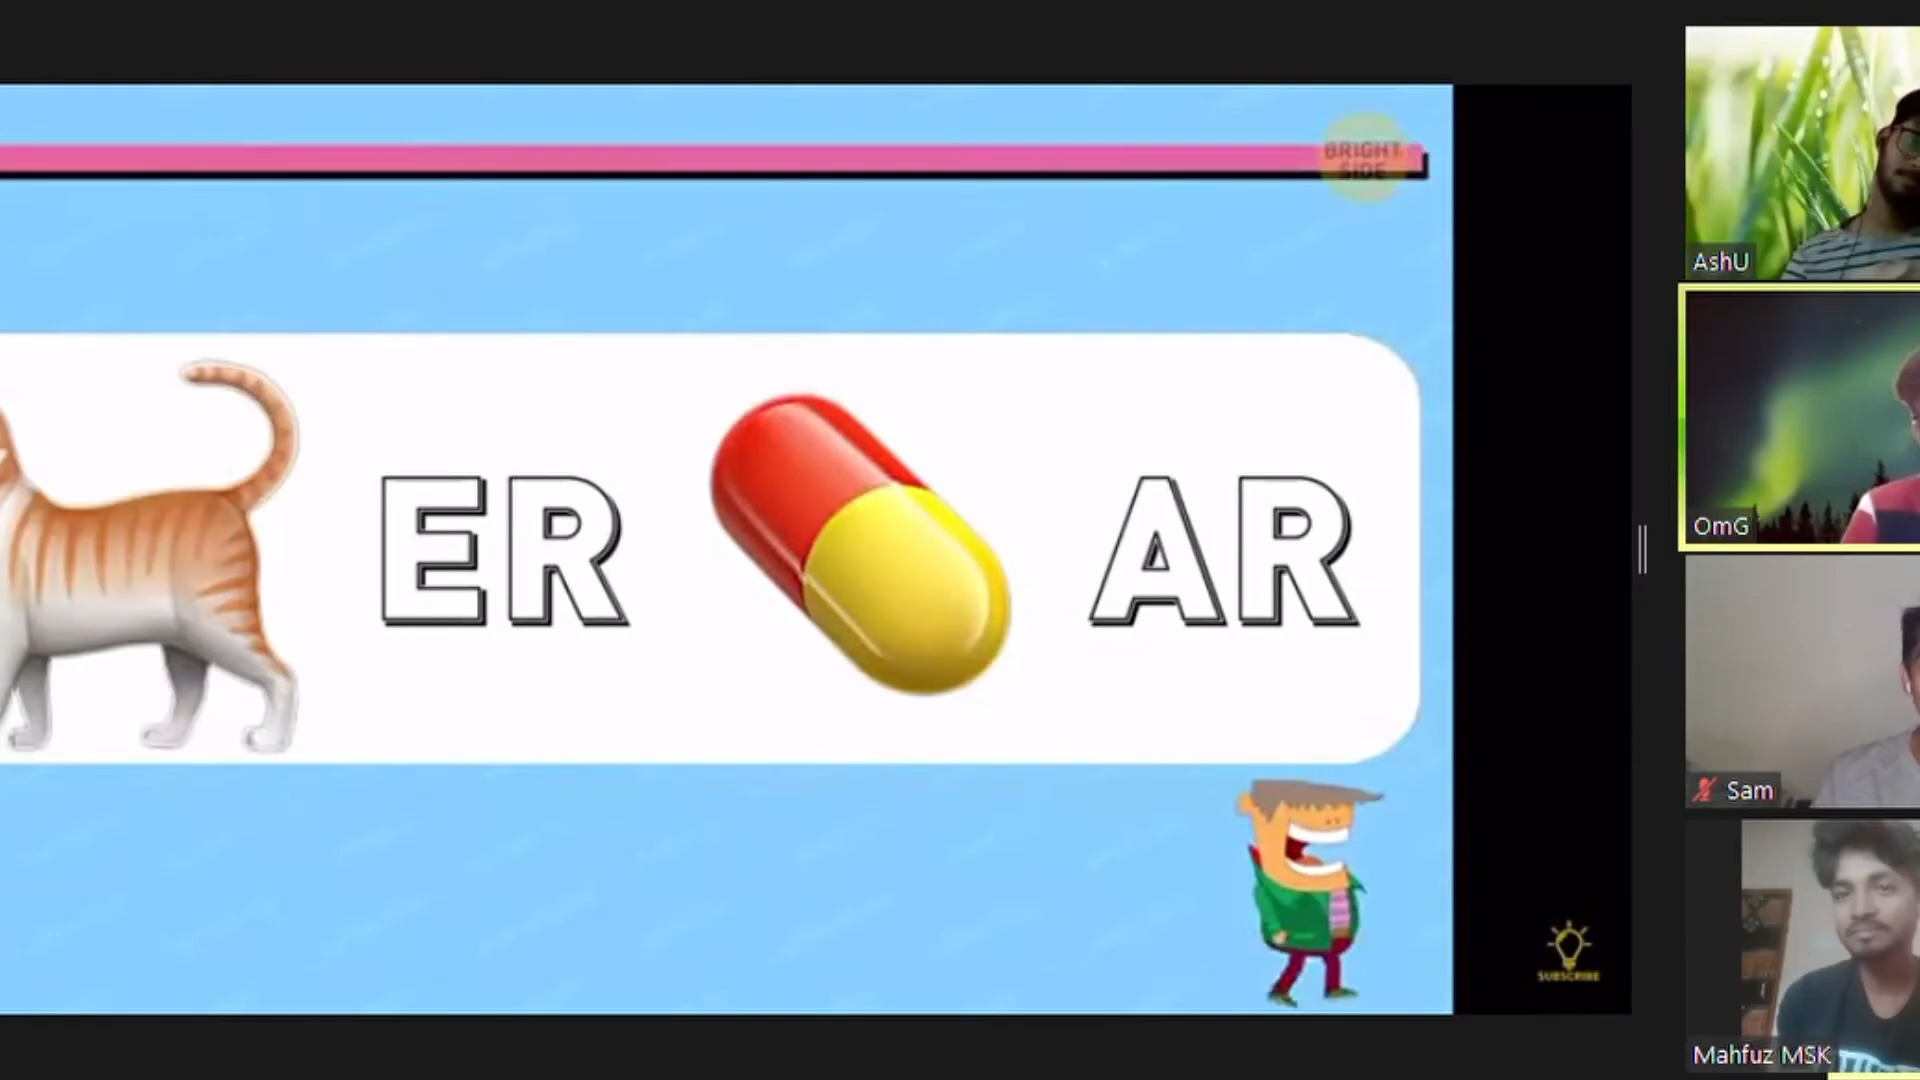 BRIGHT
SIDE
ER AR
SUBSCRIBE
AshU
OmG
Sam
Mahfuz MSK